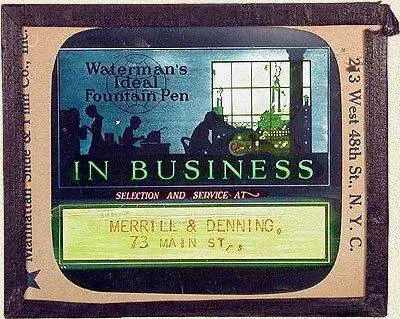 Manhattan Slide & Film Co., Inc.
Waterman's
Ideal
Fountain Pen
IN BUSINESS
SELECTION AND SERVICE AT
MERRILL & DENNING,
73 MAIN ST.,
213 West 48th St., N. Y. C.